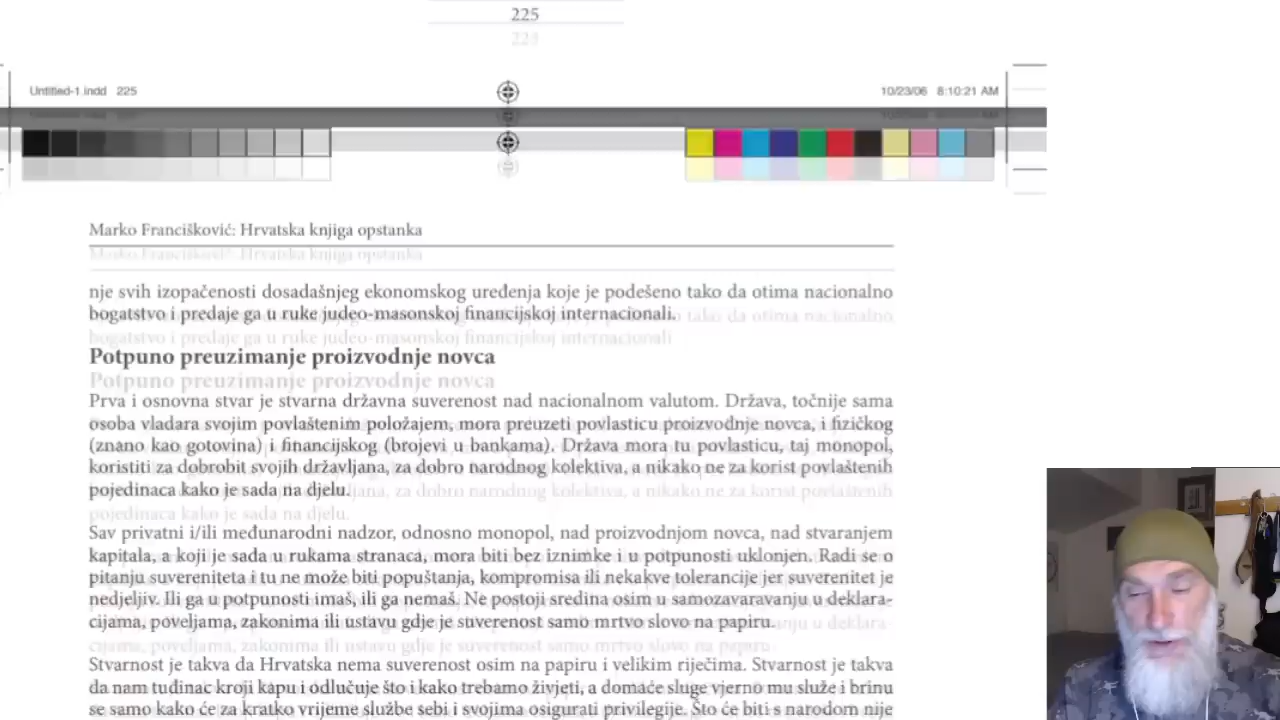 225
224
Untitled-1.indd 225
10/23/06 8:10:21 AM
Marko Francišković: Hrvatska knjiga opstanka
nje svih izopačenosti dosadašnjeg ekonomskog uređenja koje je podešeno tako da otima nacionalno
bogatstvo i predaje ga u ruke judeo-masonskoj financijskoj internacionali.
Potpuno preuzimanje proizvodnje novca
Prva i osnovna stvar je stvarna državna suverenost nad nacionalnom valutom. Država, točnije sama
osoba vladara svojim povlaštenim položajem, mora preuzeti povlasticu proizvodnje novca, i fizičkog
(znano kao gotovina) i financijskog (brojevi u bankama). Država mora tu povlasticu, taj monopol,
koristiti za dobrobit svojih državljana, za dobro narodnog kolektiva, a nikako ne za korist povlaštenih
pojedinaca kako je sada na djelu.
Sav privatni i/ili međunarodni nadzor, odnosno monopol, nad proizvodnjom novca, nad stvaranjem
kapitala, a koji je sada u rukama stranaca, mora biti bez iznimke i u potpunosti uklonjen. Radi se o
pitanju suvereniteta i tu ne može biti popuštanja, kompromisa ili nekakve tolerancije jer suverenitet je
nedjeljiv. Ili ga u potpunosti imaš, ili ga nemaš. Ne postoji sredina osim u samozavaravanju u deklara-
cijama, poveljama, zakonima ili ustavu gdje je suverenost samo mrtvo slovo na papiru.
Stvarnost je takva da Hrvatska nema suverenost osim na papiru i velikim riječima. Stvarnost je takva
da nam tuđinac kroji kapu i odlučuje što i kako trebamo živjeti, a domaće sluge vjerno mu služe i brinu
se samo kako će za kratko vrijeme službe sebi i svojima osigurati privilegije. Što će biti s narodom nije